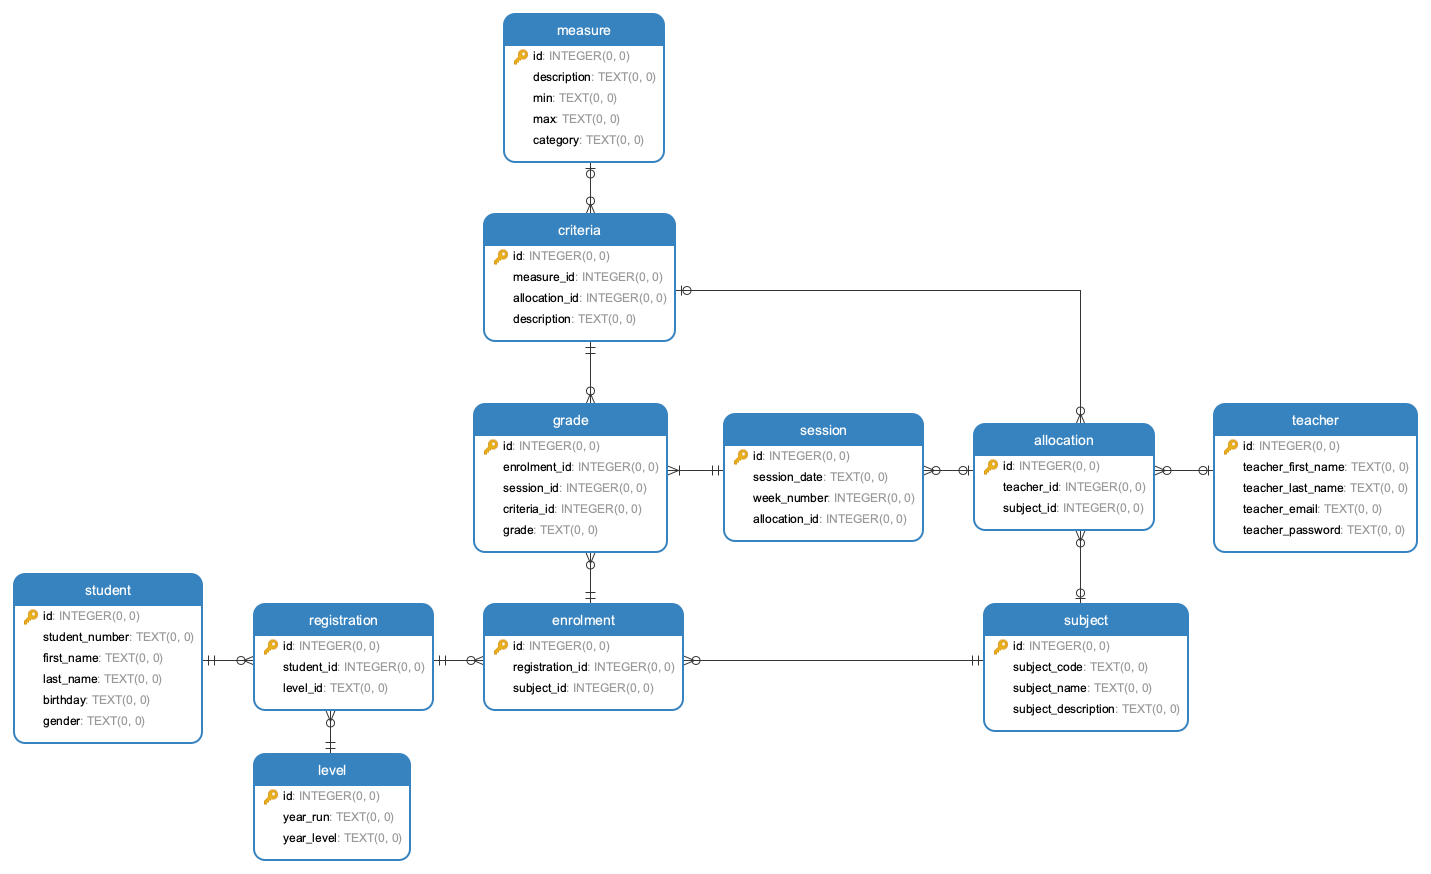 measure
id: INTEGER(0, 0)
description: TEXT(0, 0)
min: TEXT(0, 0)
max: TEXT(0, 0)
category: TEXT(0, 0)
criteria
id: INTEGER(0, 0)
measure_id: INTEGER(0, 0)
allocation_id: INTEGER(0, 0)
description: TEXT(0, 0)
grade
id: INTEGER(0, 0)
enrolment_id: INTEGER(0, 0)
session_id: INTEGER(0, 0)
criteria_id: INTEGER(0, 0)
grade: TEXT(0, 0)
session
id: INTEGER(0, 0)
session_date: TEXT(0, 0)
week_number: INTEGER(0, 0)
allocation_id: INTEGER(0, 0)
allocation
id: INTEGER(0, 0)
teacher_id: INTEGER(0, 0)
subject_id: INTEGER(0, 0)
teacher
id: INTEGER(0, 0)
teacher_first_name: TEXT(0, 0)
teacher_last_name: TEXT(0, 0)
teacher_email: TEXT(0, 0)
teacher_password: TEXT(0, 0)
student
id: INTEGER(0, 0)
student_number: TEXT(0, 0)
first_name: TEXT(0, 0)
last_name: TEXT(0, 0)
birthday: TEXT(0, 0)
gender: TEXT(0, 0)
registration
id: INTEGER(0, 0)
student_id: INTEGER(0, 0)
level_id: TEXT(0, 0)
enrolment
id: INTEGER(0, 0)
registration_id: INTEGER(0, 0)
subject_id: INTEGER(0, 0)
subject
id: INTEGER(0, 0)
subject_code: TEXT(0, 0)
subject_name: TEXT(0, 0)
subject_description: TEXT(0, 0)
level
id: INTEGER(0, 0)
year_run: TEXT(0, 0)
year_level: TEXT(0, 0)